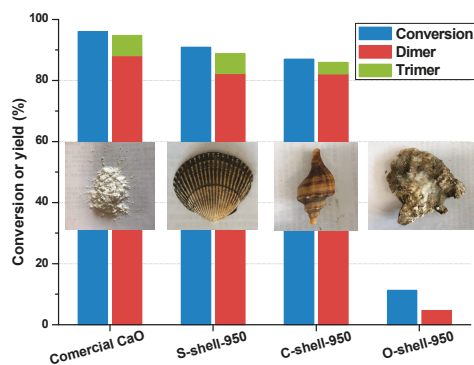 Conversion
Dimer
Trimer
Conversion or yield (%)
100
80
60
40
20
0
Comercial CaO
S-shell-950
C-shell-950
O-shell-950